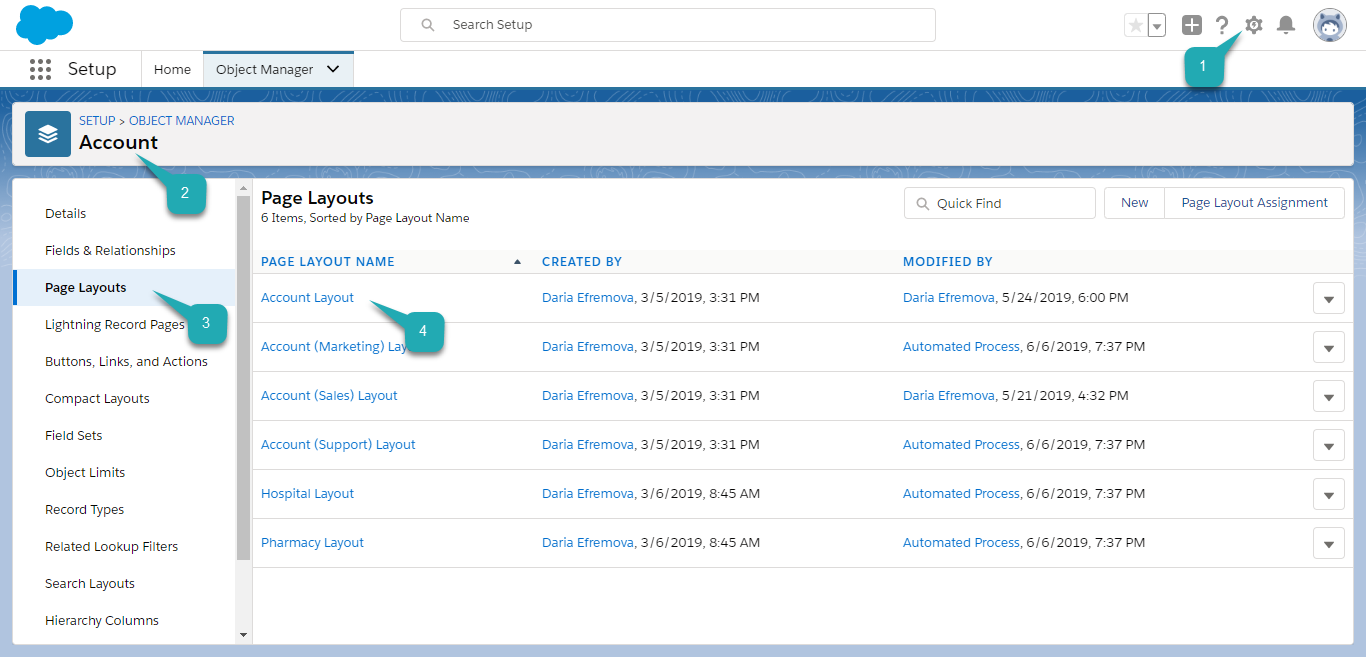 Search Setup
?
1
Setup
Home
Object Manager
SETUP > OBJECT MANAGER
Account
2
Details
Fields & Relationships
Page Layouts
3
Lightning Record Pages
Buttons, Links, and Actions
Compact Layouts
Field Sets
Object Limits
Record Types
Related Lookup Filters
Search Layouts
Hierarchy Columns
Page Layouts
6 Items, Sorted by Page Layout Name
Quick Find
New
Page Layout Assignment
PAGE LAYOUT NAME CREATED BY MODIFIED BY
Account Layout Daria Efremova, 3/5/2019, 3:31 PM Daria Efremova, 5/24/2019, 6:00 PM
4
Account (Marketing) Lay Daria Efremova, 3/5/2019, 3:31 PM Automated Process, 6/6/2019, 7:37 PM
Account (Sales) Layout Daria Efremova, 3/5/2019, 3:31 PM Daria Efremova, 5/21/2019, 4:32 PM
Account (Support) Layout Daria Efremova, 3/5/2019, 3:31 PM Automated Process, 6/6/2019, 7:37 PM
Hospital Layout Daria Efremova, 3/6/2019, 8:45 AM Automated Process, 6/6/2019, 7:37 PM
Pharmacy Layout Daria Efremova, 3/6/2019, 8:45 AM Automated Process, 6/6/2019, 7:37 PM